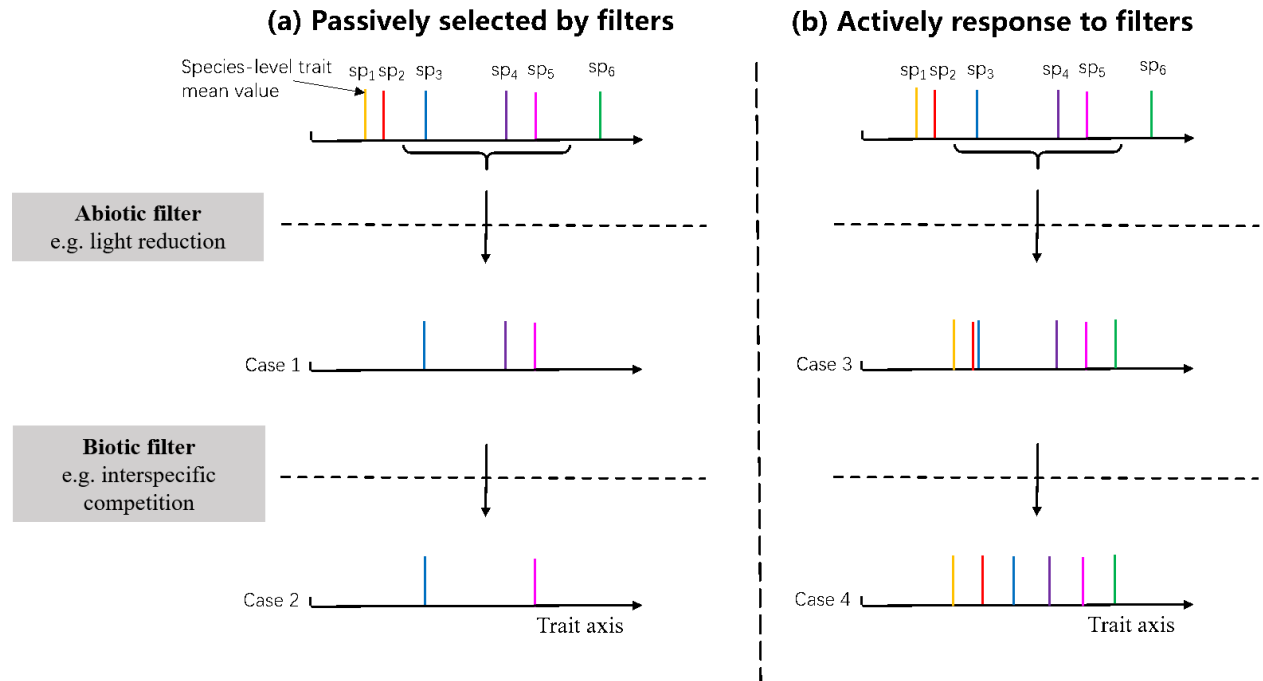 (a) Passively selected by filters
(b) Actively response to filters
Species-level trait
mean value
sp1 sp2 sp3 sp4 sp5 sp6
sp1 sp2 sp3 sp4 sp5 sp6
Abiotic filter
e.g. light reduction
Case 1
Case 3
Biotic filter
e.g. interspecific
competition
Case 2
Trait axis
Case 4
Trait axis